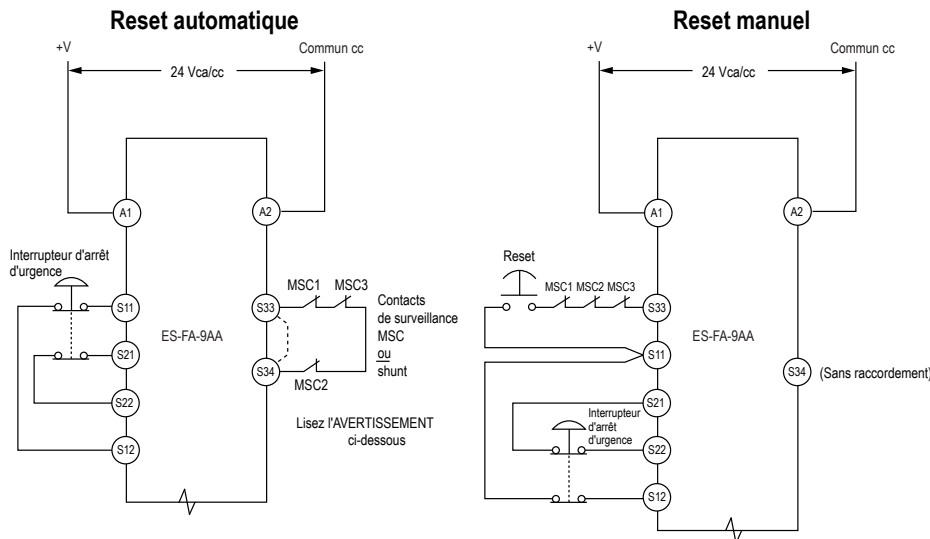 Reset automatique
+V
Commun cc
24 Vca/cc
A1
A2
Interrupteur d'arrêt
d'urgence
S11
S21
S22
S12
ES-FA-9AA
S33
S34
MSC1
MSC3
MSC2
Contacts
de surveillance
MSC
ou
shunt
Lisez l'AVERTISSEMENT
ci-dessous
Reset manuel
+V
Commun cc
24 Vca/cc
A1
A2
Reset
MSC1
MSC2
MSC3
S33
S11
ES-FA-9AA
S34
(Sans raccordement)
S21
Interrupteur
d'arrêt
d'urgence
S22
S12